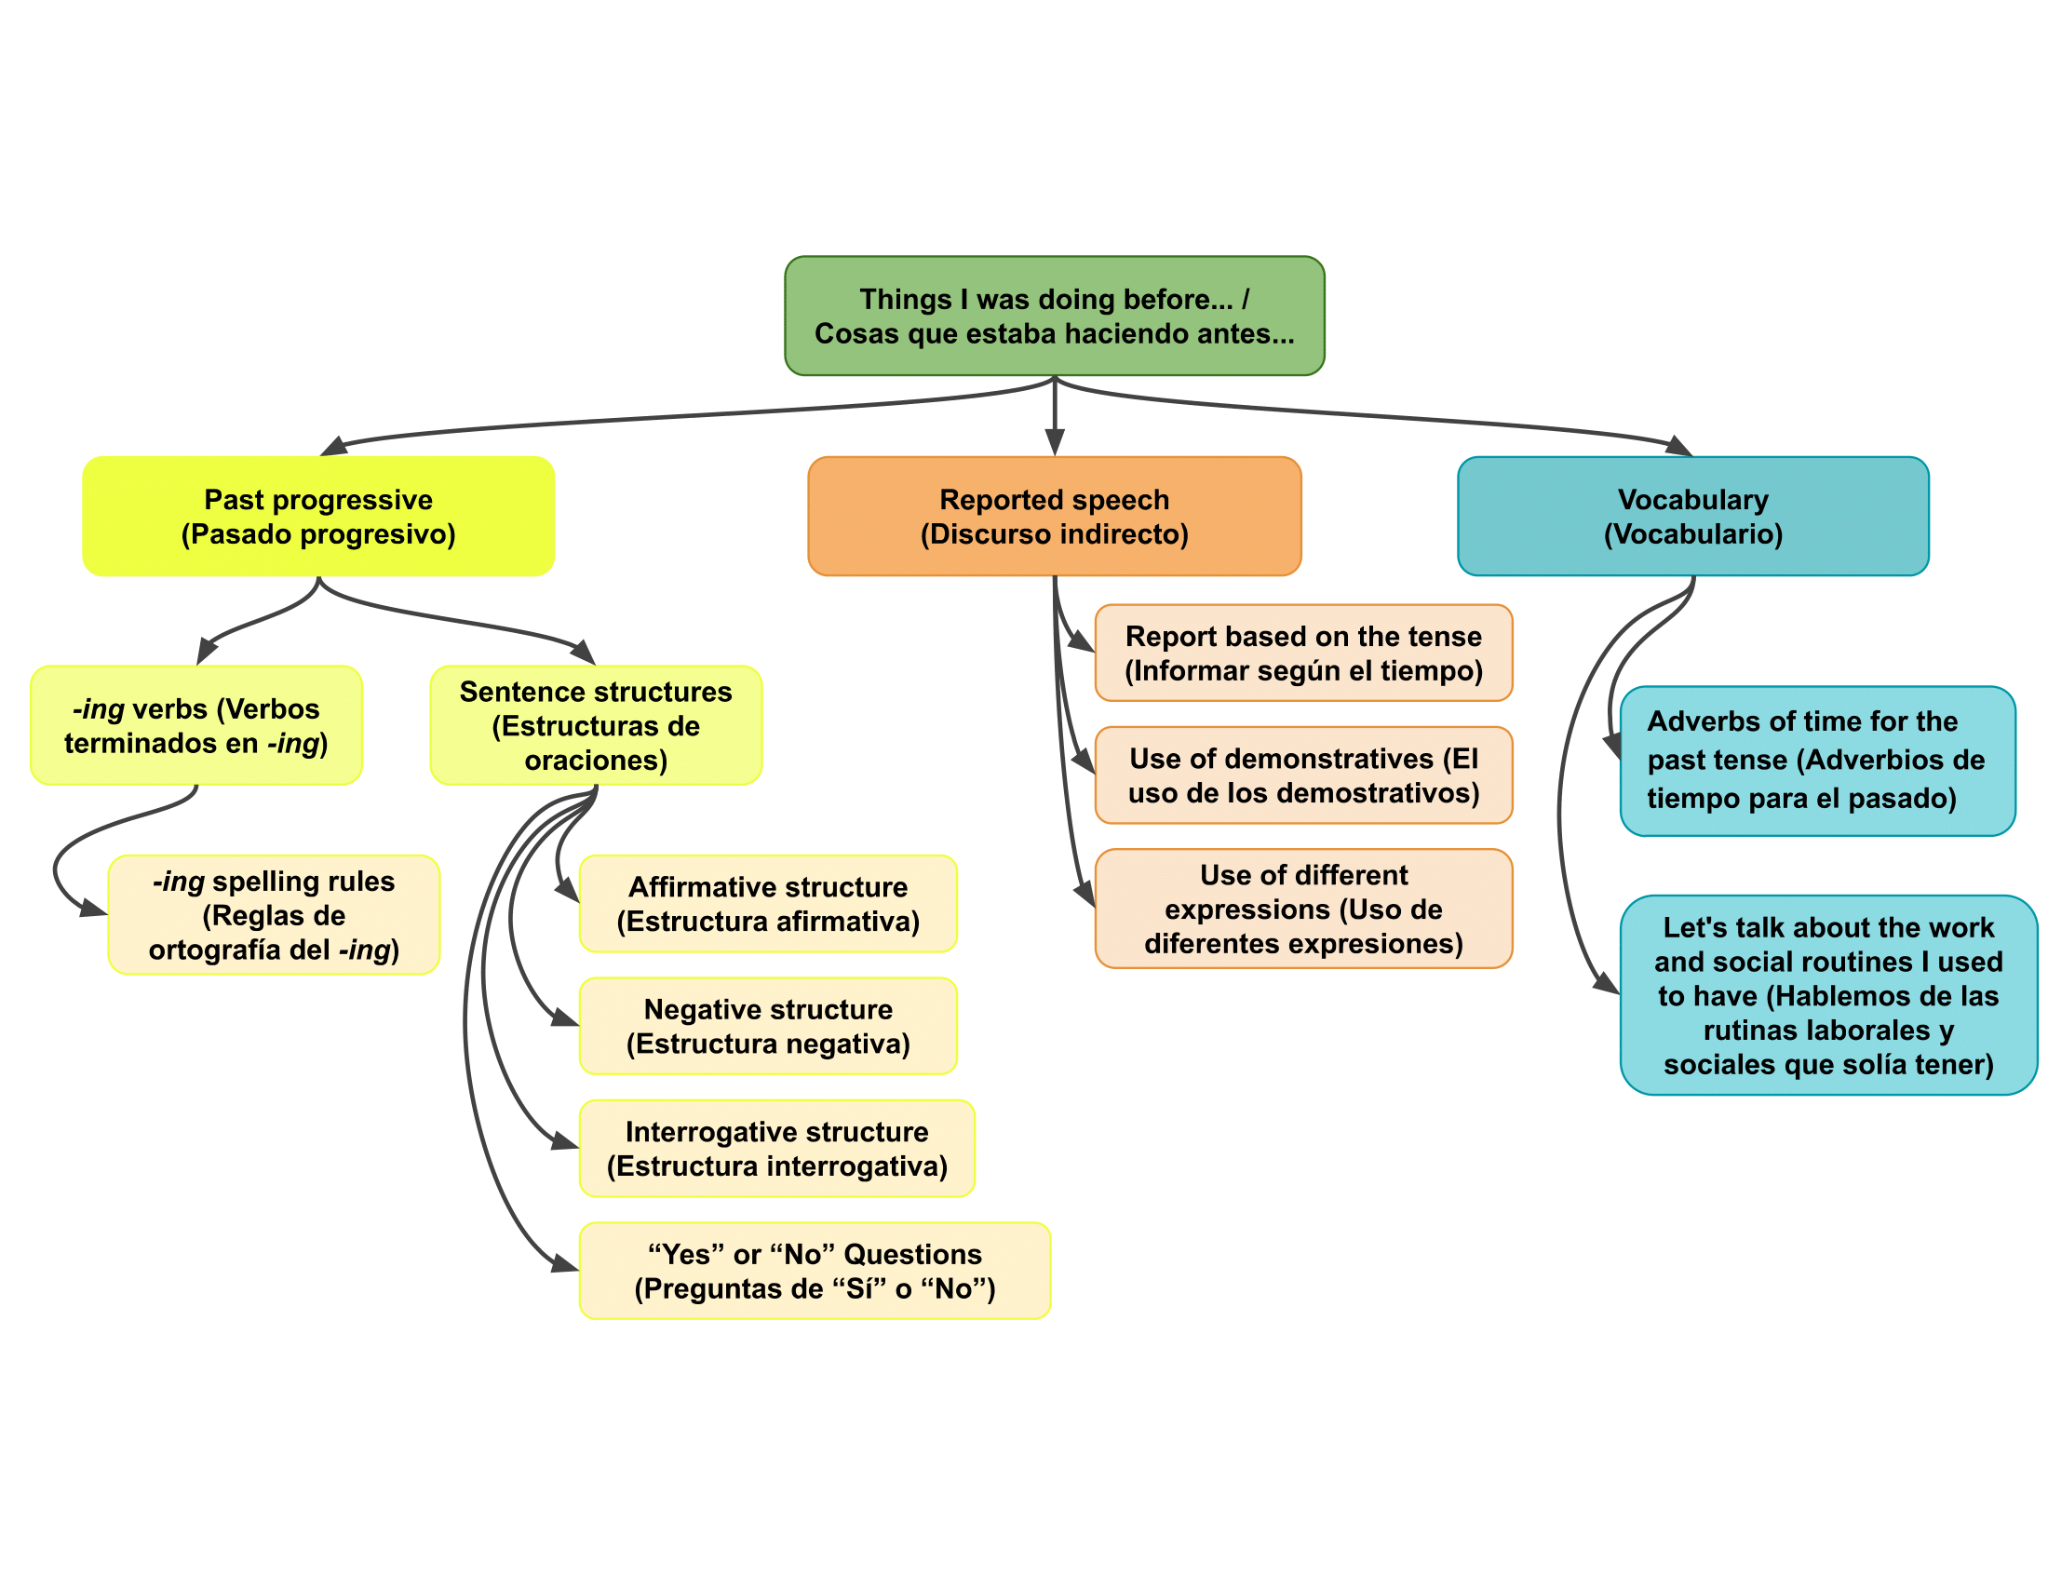 Things I was doing before... /
Cosas que estaba haciendo antes...
Past progressive
(Pasado progresivo)
Reported speech
(Discurso indirecto)
Vocabulary
(Vocabulario)
-ing verbs (Verbos
terminados en -ing)
Sentence structures
(Estructuras de
oraciones)
-ing spelling rules
(Reglas de
ortografía del -ing)
Affirmative structure
(Estructura afirmativa)
Negative structure
(Estructura negativa)
Interrogative structure
(Estructura interrogativa)
“Yes” or “No” Questions
(Preguntas de “Sí” o “No”)
Report based on the tense
(Informar según el tiempo)
Use of demonstratives (El
uso de los demostrativos)
Use of different
expressions (Uso de
diferentes expresiones)
Adverbs of time for the
past tense (Adverbios de
tiempo para el pasado)
Let's talk about the work
and social routines I used
to have (Hablemos de las
rutinas laborales y
sociales que solía tener)